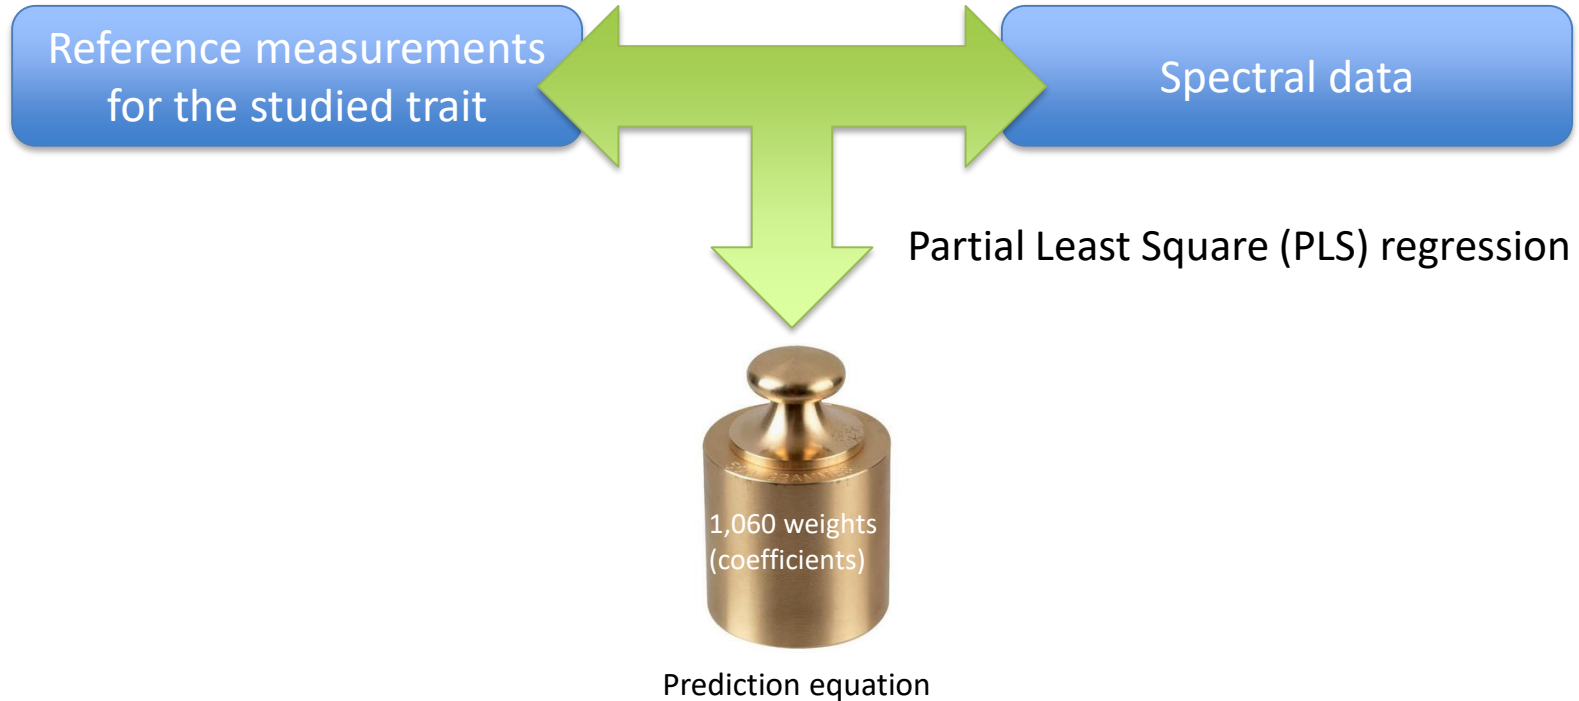 Reference measurements
for the studied trait
Spectral data
Partial Least Square (PLS) regression
1,060 weights
(coefficients)
Prediction equation